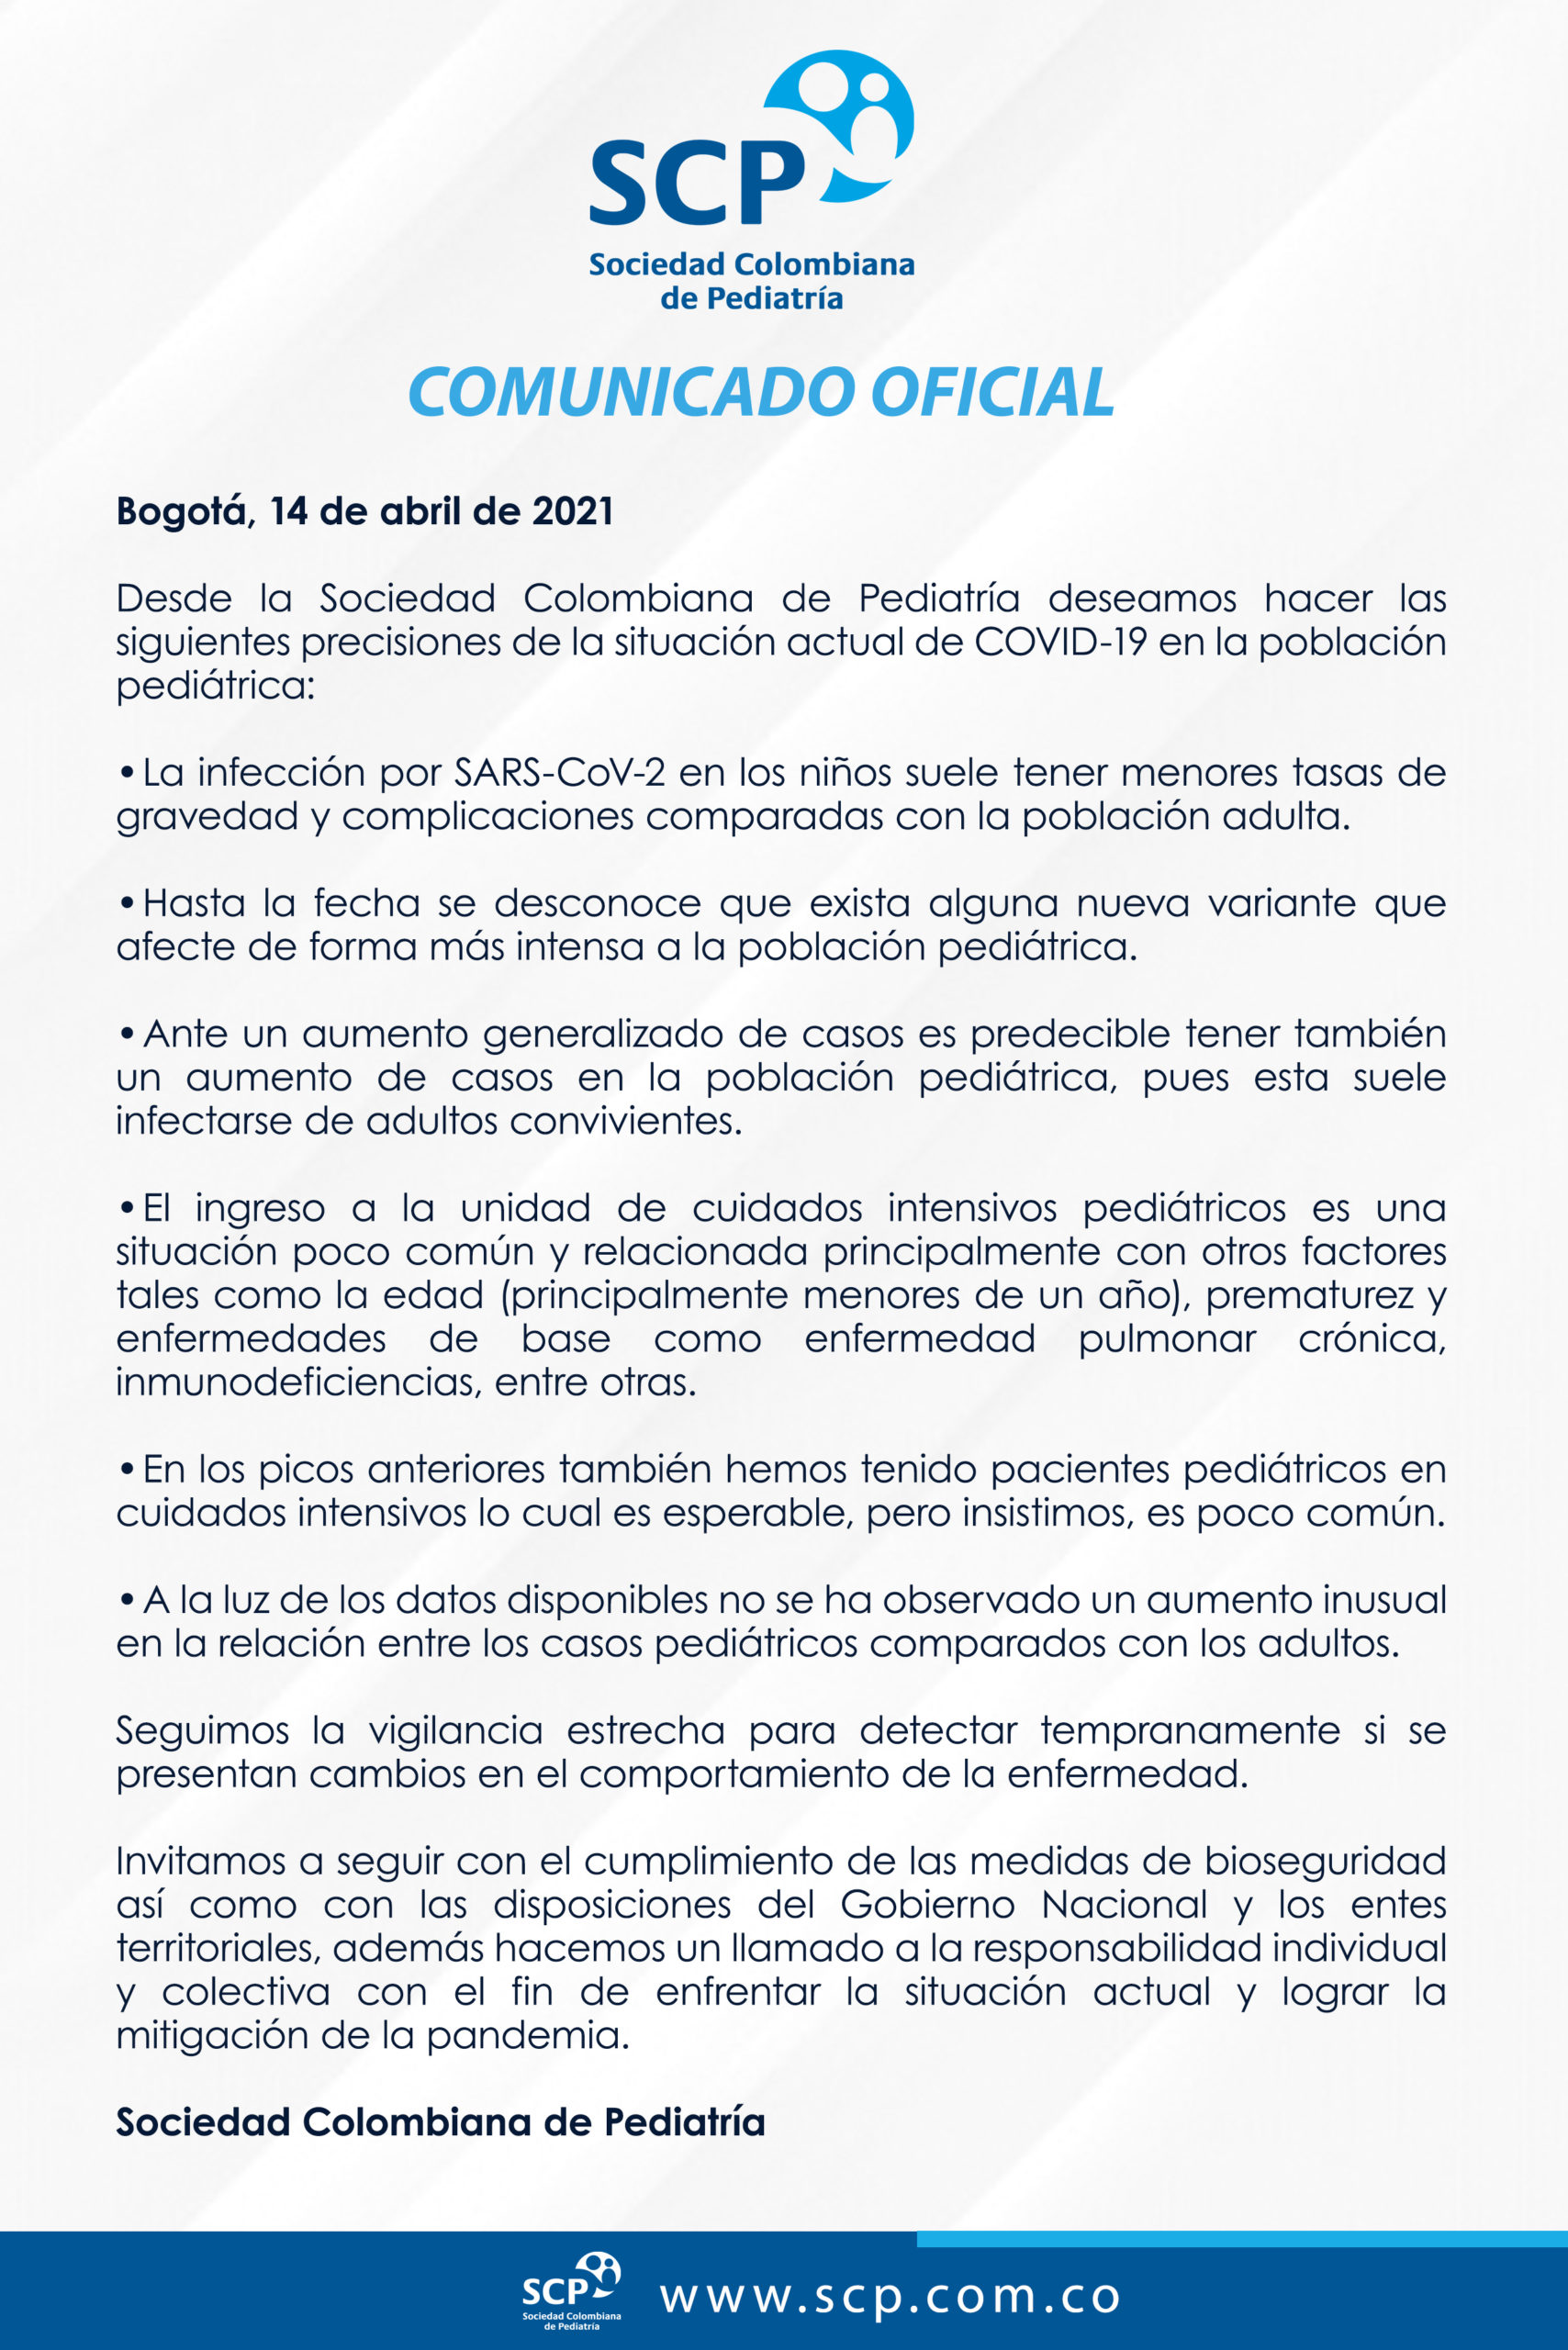 SCP
Sociedad Colombiana
de Pediatría
COMUNICADO OFICIAL
Bogotá, 14 de abril de 2021
Desde la Sociedad Colombiana de Pediatría deseamos hacer las
siguientes precisiones de la situación actual de COVID-19 en la población
pediátrica:
•La infección por SARS-CoV-2 en los niños suele tener menores tasas de
gravedad y complicaciones comparadas con la población adulta.
•Hasta la fecha se desconoce que exista alguna nueva variante que
afecte de forma más intensa a la población pediátrica.
•Ante un aumento generalizado de casos es predecible tener también
un aumento de casos en la población pediátrica, pues esta suele
infectarse de adultos convivientes.
•El ingreso a la unidad de cuidados intensivos pediátricos es una
situación poco común y relacionada principalmente con otros factores
tales como la edad (principalmente menores de un año), prematurez y
enfermedades de base como enfermedad pulmonar crónica,
inmunodeficiencias, entre otras.
•En los picos anteriores también hemos tenido pacientes pediátricos en
cuidados intensivos lo cual es esperable, pero insistimos, es poco común.
•A la luz de los datos disponibles no se ha observado un aumento inusual
en la relación entre los casos pediátricos comparados con los adultos.
Seguimos la vigilancia estrecha para detectar tempranamente si se
presentan cambios en el comportamiento de la enfermedad.
Invitamos a seguir con el cumplimiento de las medidas de bioseguridad
así como con las disposiciones del Gobierno Nacional y los entes
territoriales, además hacemos un llamado a la responsabilidad individual
y colectiva con el fin de enfrentar la situación actual y lograr la
mitigación de la pandemia.
Sociedad Colombiana de Pediatría
SCP
Sociedad Colombiana
de Pediatría
www.scp.com.co